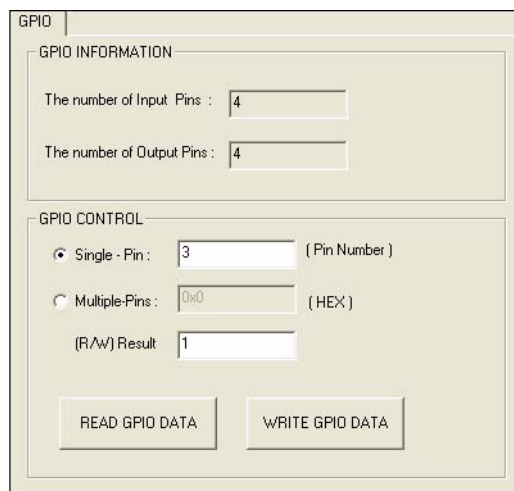 GPIO
GPIO INFORMATION
The number of Input Pins : 4
The number of Output Pins : 4
GPIO CONTROL
Single - Pin : 3 ( Pin Number )
Multiple-Pins : 0x0 ( HEX )
(R/W) Result 1
READ GPIO DATA WRITE GPIO DATA